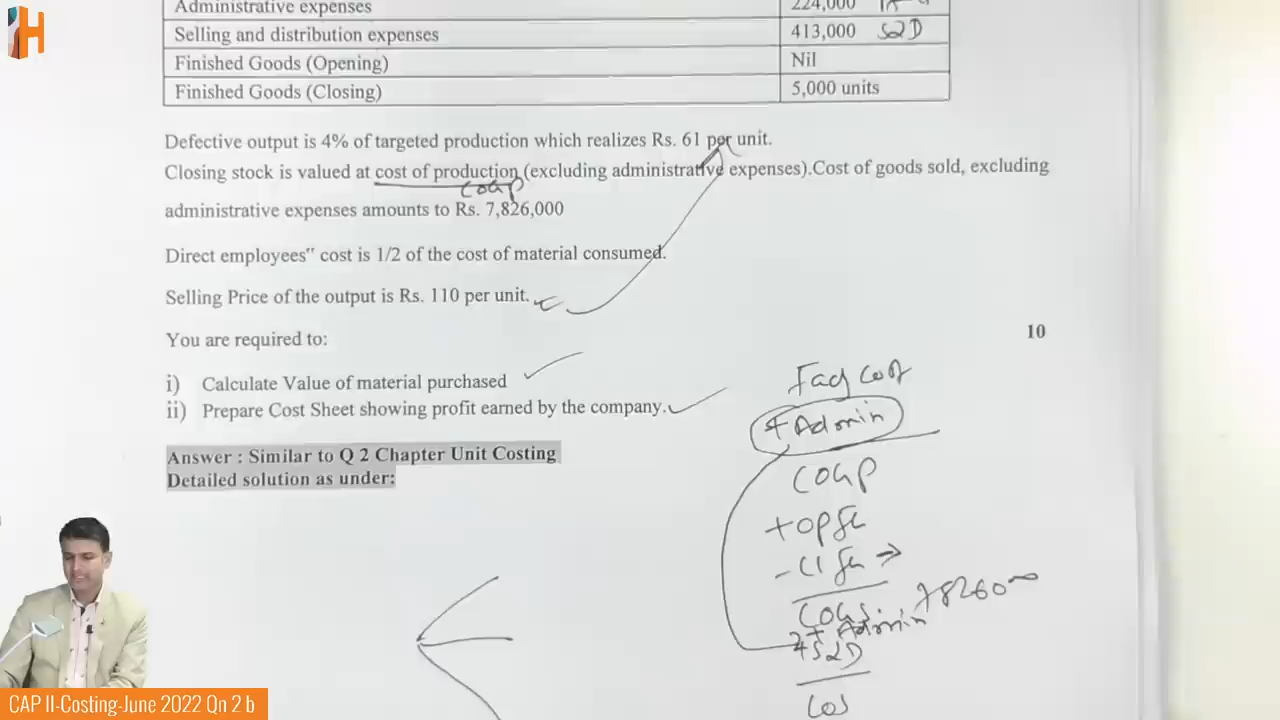 H
Administrative expenses 224,000
Selling and distribution expenses 413,000 S&D
Finished Goods (Opening) Nil
Finished Goods (Closing) 5,000 units
Defective output is 4% of targeted production which realizes Rs. 61 per unit.
Closing stock is valued at cost of production (excluding administrative expenses).Cost of goods sold, excluding
COGP
administrative expenses amounts to Rs. 7,826,000
Direct employees" cost is 1/2 of the cost of material consumed.
Selling Price of the output is Rs. 110 per unit.
You are required to:
10
i) Calculate Value of material purchased
ii) Prepare Cost Sheet showing profit earned by the company.
Answer : Similar to Q 2 Chapter Unit Costing
Detailed solution as under:
Fac cost
+ Admin
COGP
+ op
- cl
COGS 7826000
+ Admin
+ S&D
COS
CAP II-Costing-June 2022 Qn 2 b